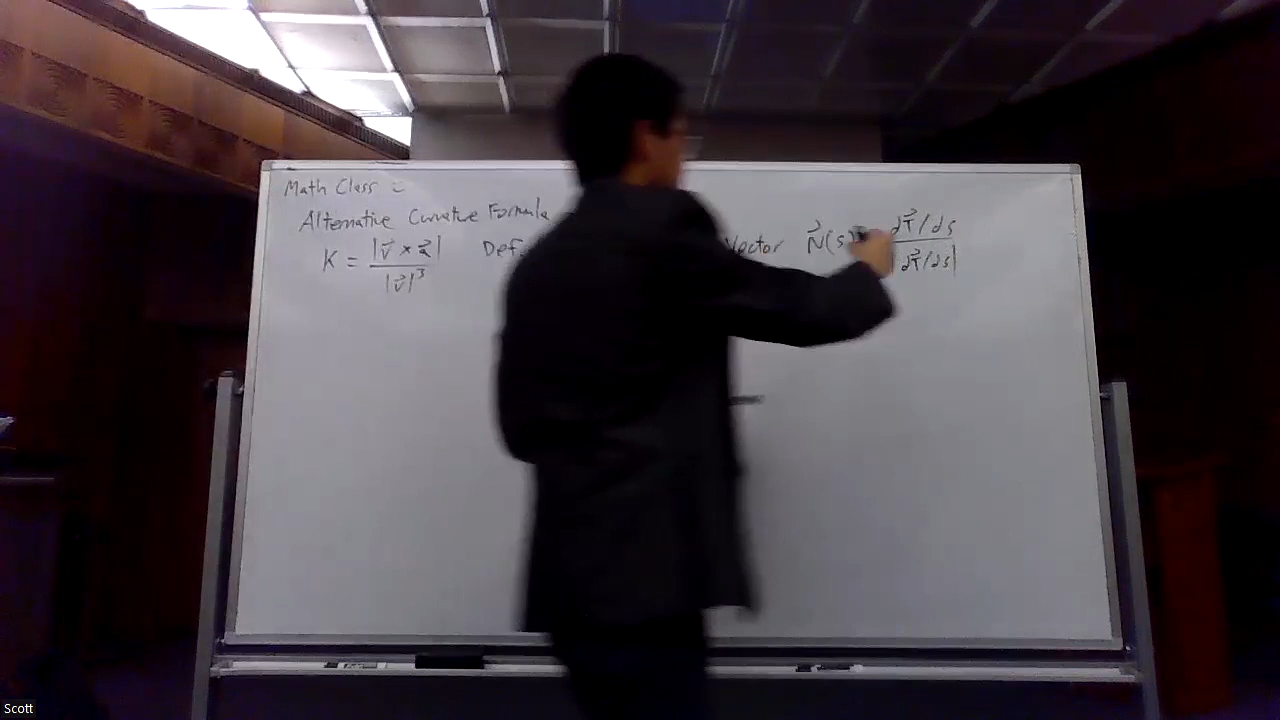 Math Class =
Alternative Curvature Formula
K = |v⃗ × a⃗| / |v⃗|³
Vector N⃗(s) = dT⃗/ds / |dT⃗/ds|
Scott